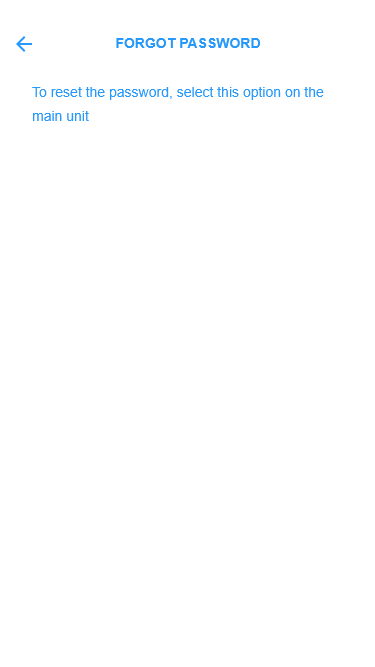 FORGOT PASSWORD
To reset the password, select this option on the
main unit